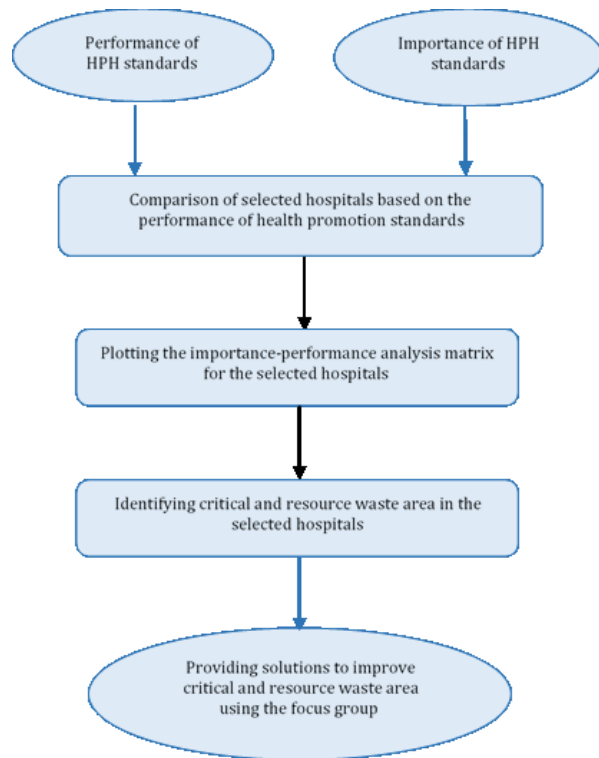 Performance of
HPH standards
Importance of HPH
standards
Comparison of selected hospitals based on the
performance of health promotion standards
Plotting the importance-performance analysis matrix
for the selected hospitals
Identifying critical and resource waste area in the
selected hospitals
Providing solutions to improve
critical and resource waste area
using the focus group